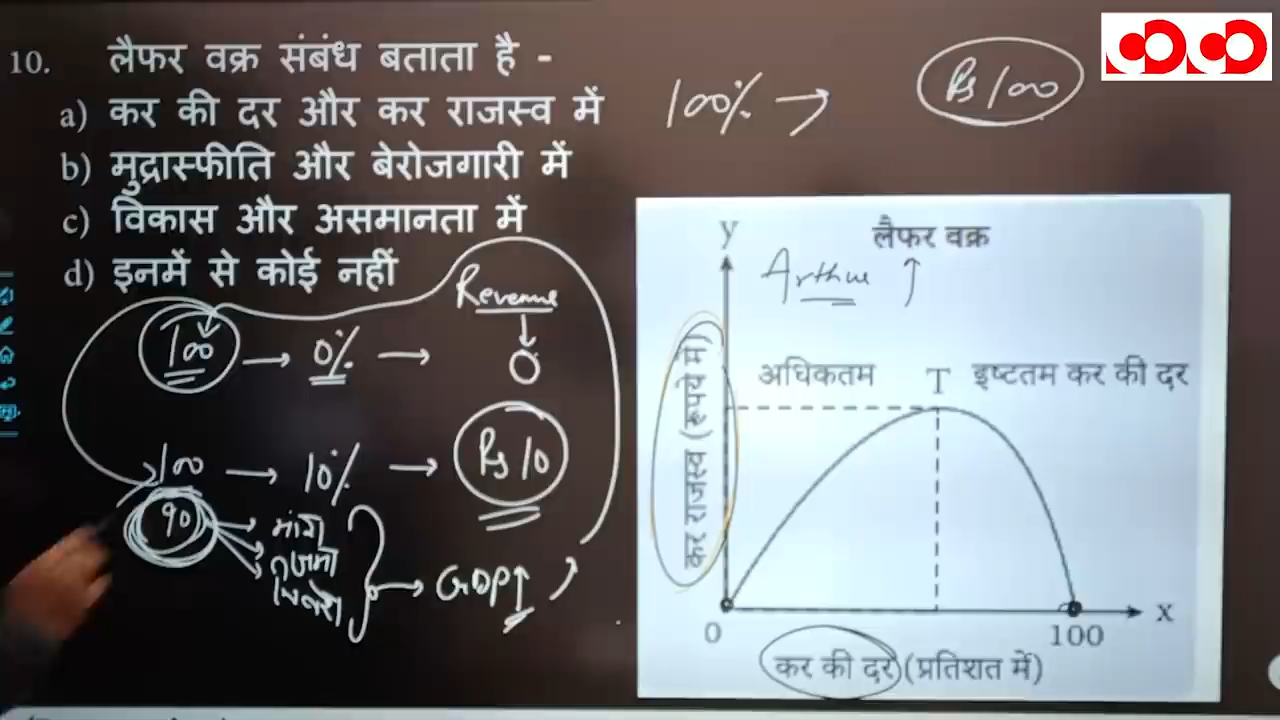 10. लैफर वक्र संबंध बताता है -
a) कर की दर और कर राजस्व में
b) मुद्रास्फीति और बेरोजगारी में
c) विकास और असमानता में
d) इनमें से कोई नहीं
100% → Rs 100
Revenue
100 → 0% → 0
100 → 10% → Rs 10
90
मांग
GDP↑
y
लैफर वक्र
Arthur ↑
कर राजस्व (रुपये में)
अधिकतम T इष्टतम कर की दर
0 100 x
कर की दर (प्रतिशत में)